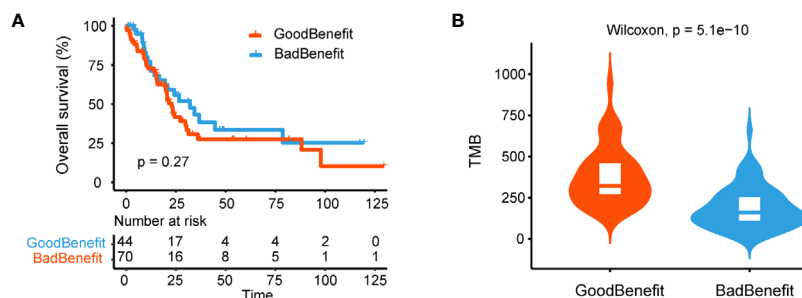 A
Overall survival (%)
100
75
50
25
0
GoodBenefit
BadBenefit
p = 0.27
0 25 50 75 100 125
Number at risk
GoodBenefit 44 17 4 4 2 0
BadBenefit 70 16 8 5 1 1
0 25 50 75 100 125
Time
B
Wilcoxon, p = 5.1e−10
TMB
1000
750
500
250
0
GoodBenefit BadBenefit